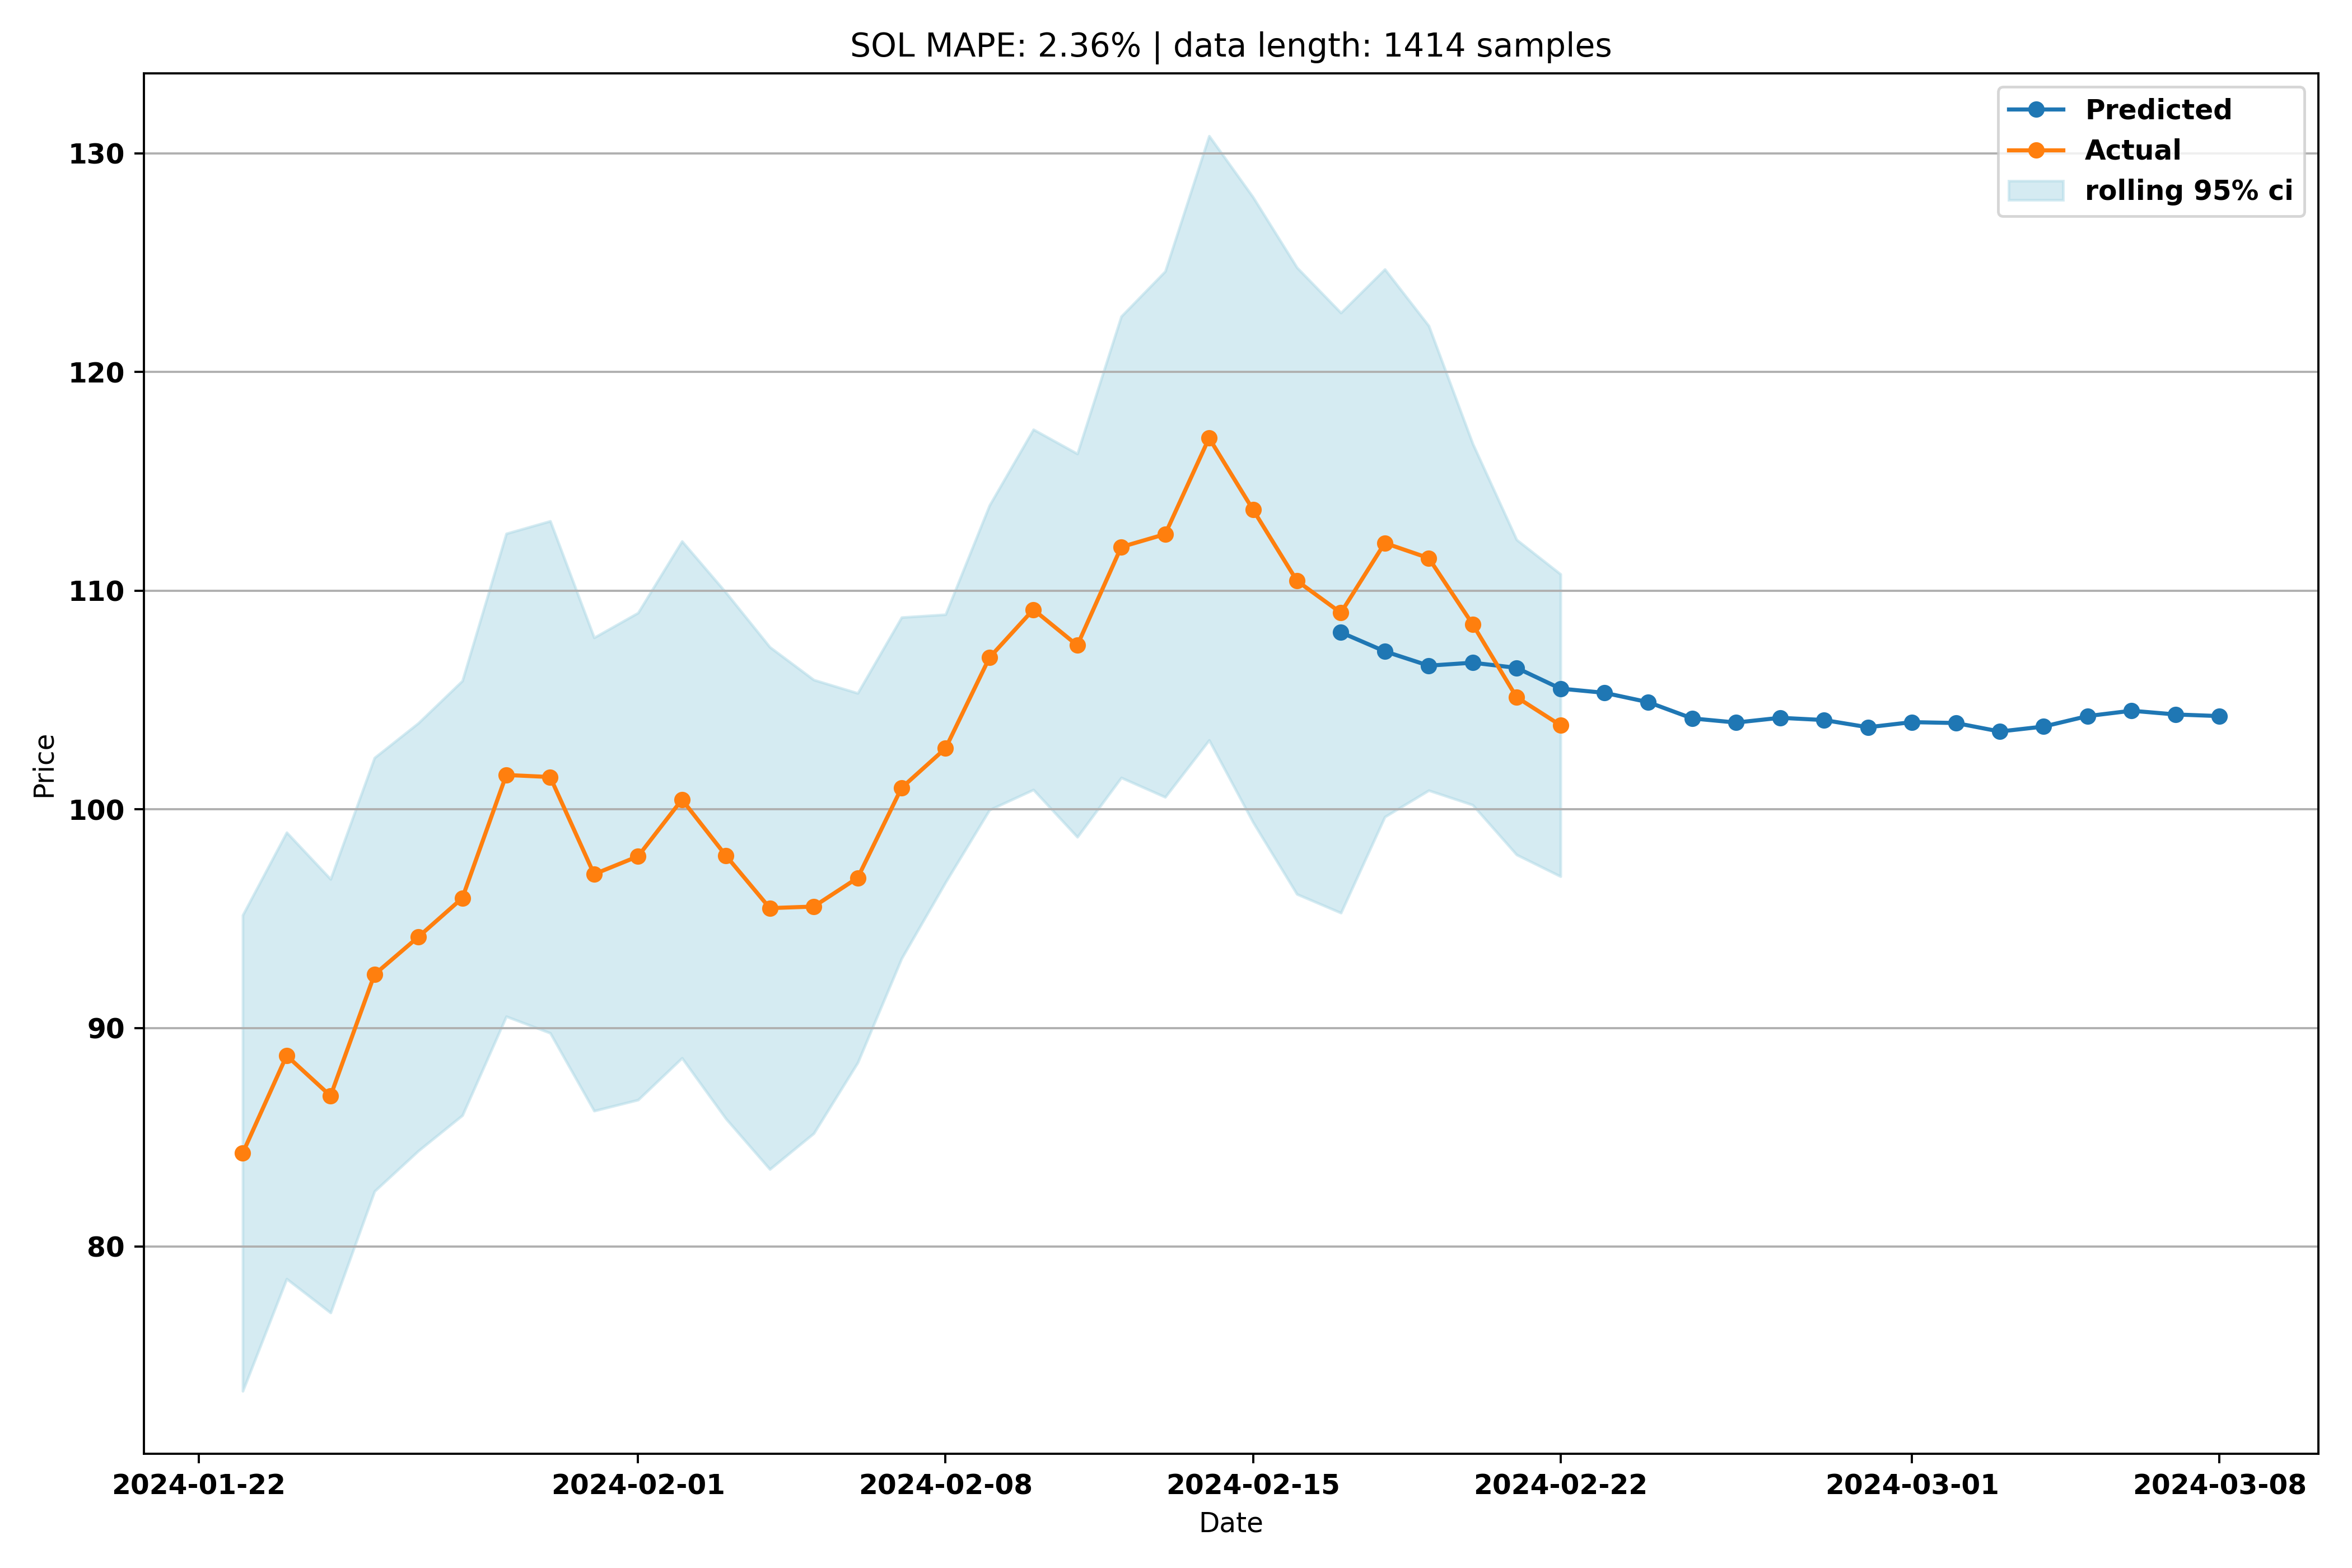 SOL MAPE: 2.36% | data length: 1414 samples
Predicted
Actual
rolling 95% ci
130
120
110
100
90
80
Price
2024-01-22 2024-02-01 2024-02-08 2024-02-15 2024-02-22 2024-03-01 2024-03-08
Date